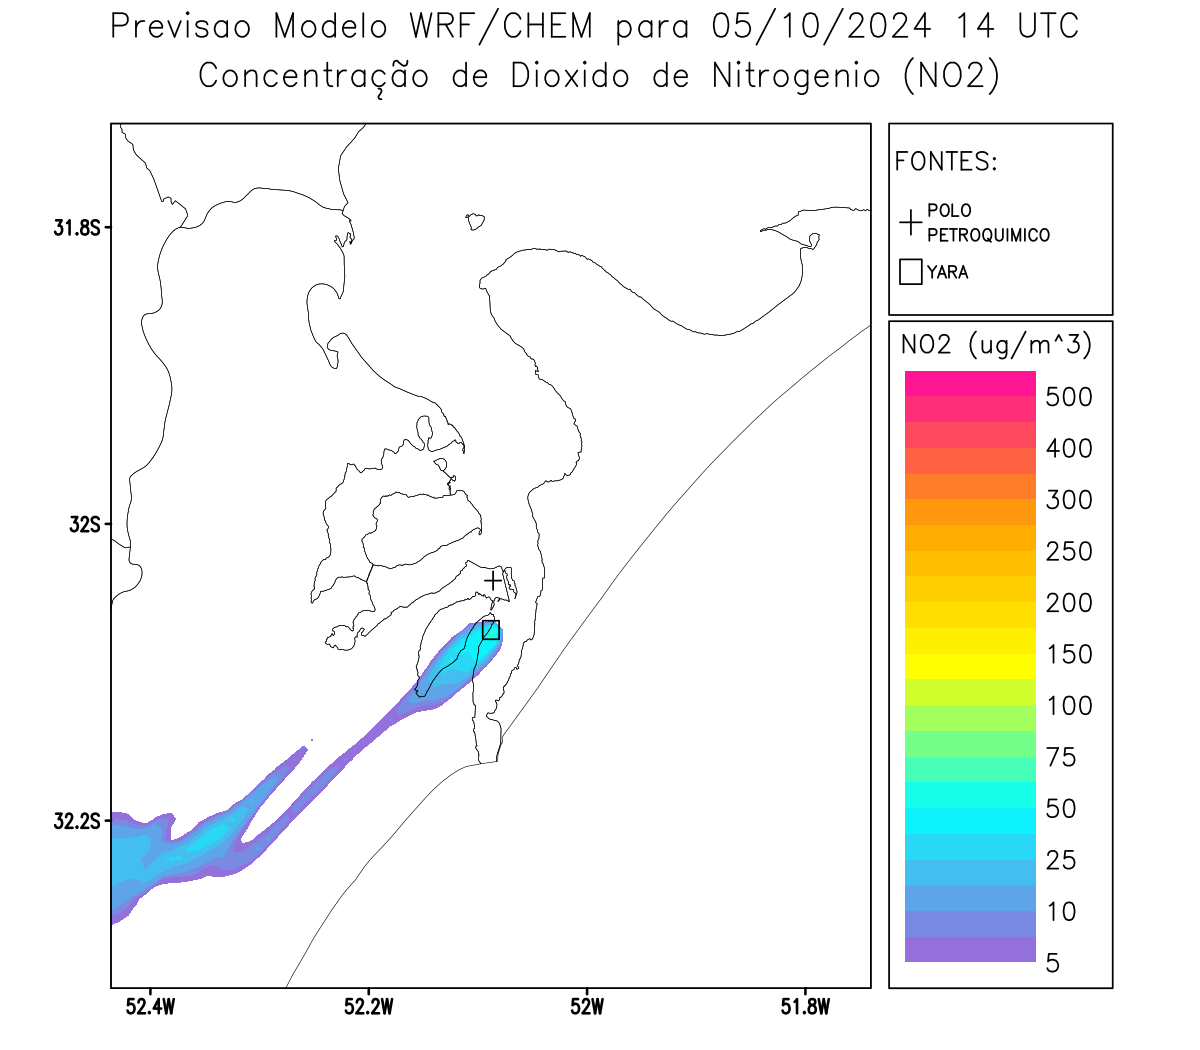 Previsao Modelo WRF/CHEM para 05/10/2024 14 UTC
Concentração de Dioxido de Nitrogenio (NO2)
FONTES:
POLO
PETROQUIMICO
YARA
31.8S
32S
32.2S
52.4W
52.2W
52W
51.8W
NO2 (ug/m^3)
500
400
300
250
200
150
100
75
50
25
10
5